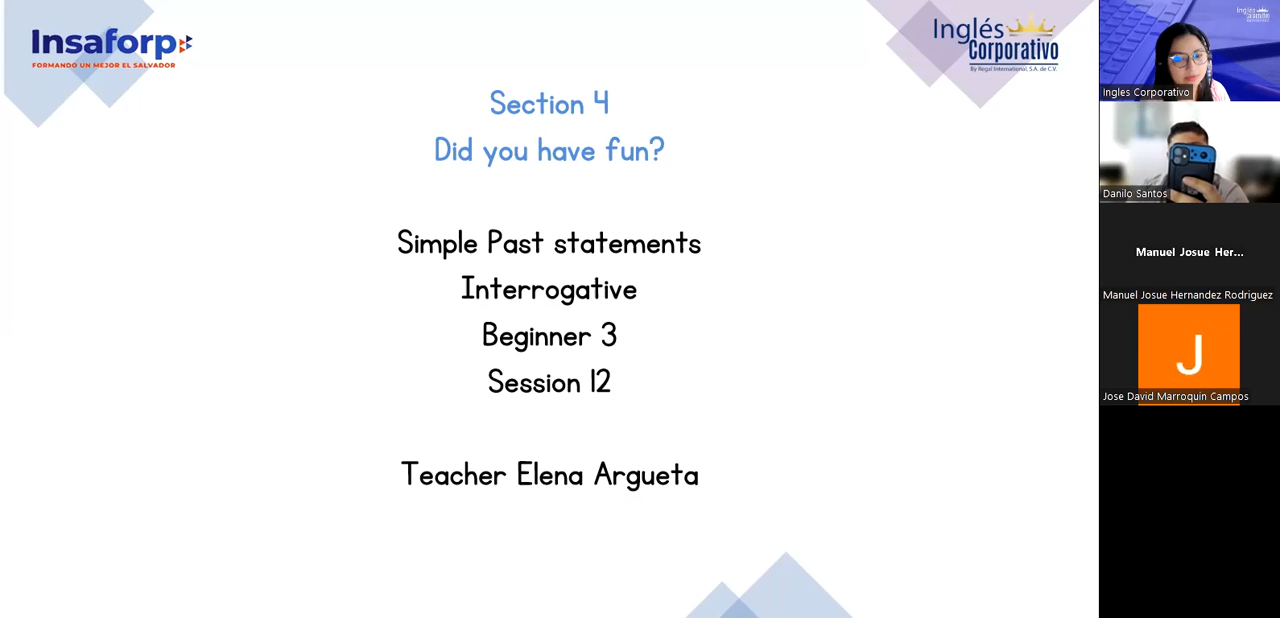 Insaforp
FORMANDO UN MEJOR EL SALVADOR
Inglés
Corporativo
By Regal International, S.A. de C.V.
Section 4
Did you have fun?
Simple Past statements
Interrogative
Beginner 3
Session 12
Teacher Elena Argueta
Ingles Corporativo
Danilo Santos
Manuel Josue Her...
Manuel Josue Hernandez Rodriguez
J
Jose David Marroquin Campos